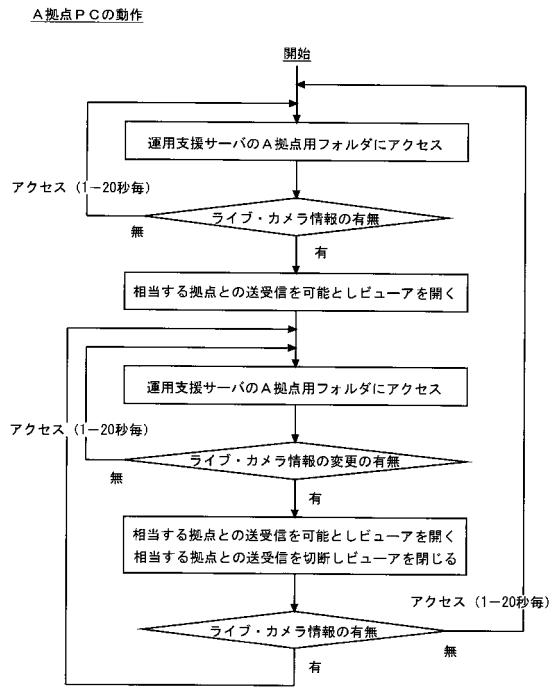 A拠点PCの動作
開始
運用支援サーバのA拠点用フォルダにアクセス
アクセス（1－20秒毎）
ライブ・カメラ情報の有無
無
有
相当する拠点との送受信を可能としビューアを開く
運用支援サーバのA拠点用フォルダにアクセス
アクセス（1－20秒毎）
ライブ・カメラ情報の変更の有無
無
有
相当する拠点との送受信を可能としビューアを開く
相当する拠点との送受信を切断しビューアを閉じる
アクセス（1－20秒毎）
ライブ・カメラ情報の有無
無
有